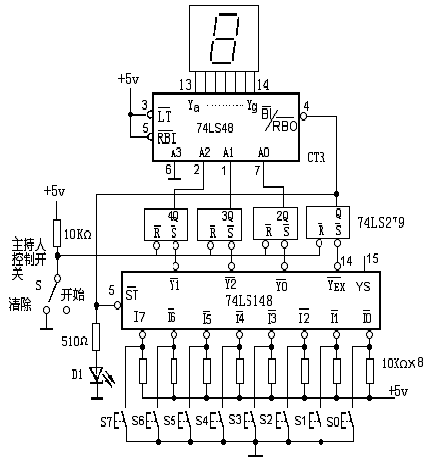 +5v
13
14
Ya
Yg
3
LT
BI
/RBO
4
5
RBI
74LS48
A3 A2 A1 A0
CTR
6 2 1 7
+5v
4Q
3Q
2Q
Q
74LS279
R S
R S
R S
R S
10KΩ
主持人
控制开
关
14
15
S
清除
开始
5
ST
Y1
Y2
Y0
YEX
YS
74LS148
I7 I6 I5 I4 I3 I2 I1 I0
510Ω
10KΩ×8
D1
+5v
S7 S6 S5 S4 S3 S2 S1 S0